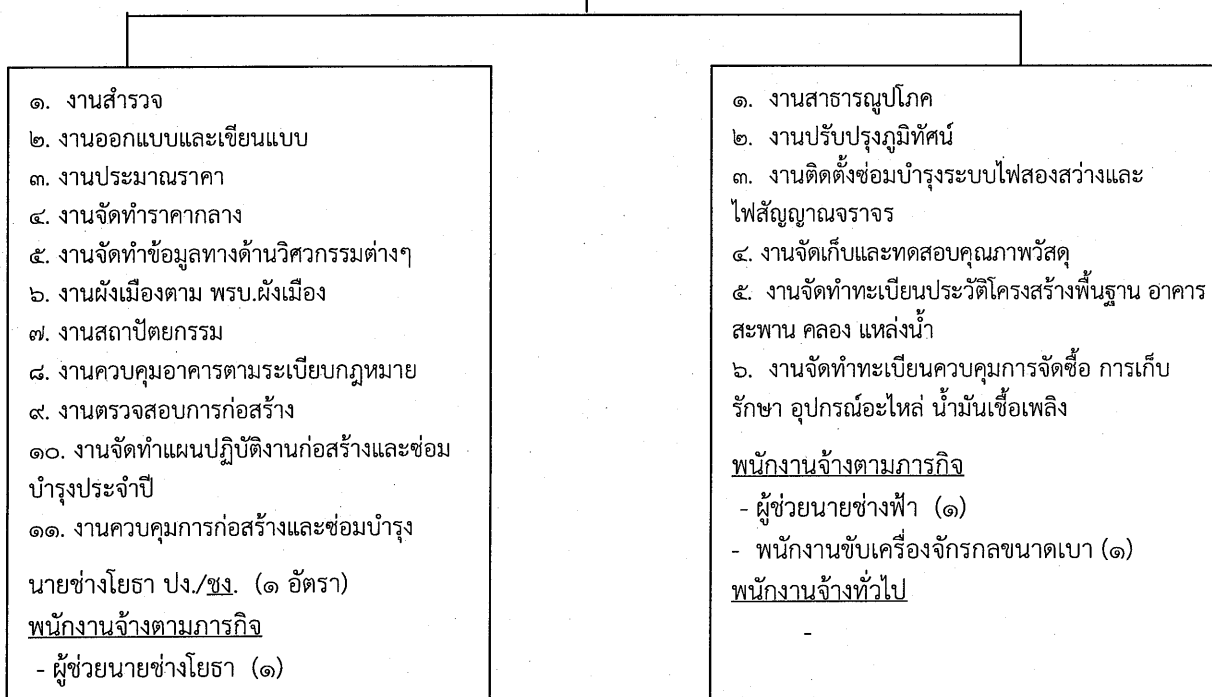 ๑. งานสำรวจ
๒. งานออกแบบและเขียนแบบ
๓. งานประมาณราคา
๔. งานจัดทำราคากลาง
๕. งานจัดทำข้อมูลทางด้านวิศวกรรมต่างๆ
๖. งานผังเมืองตาม พรบ.ผังเมือง
๗. งานสถาปัตยกรรม
๘. งานควบคุมอาคารตามระเบียบกฎหมาย
๙. งานตรวจสอบการก่อสร้าง
๑๐. งานจัดทำแผนปฏิบัติงานก่อสร้างและซ่อม
บำรุงประจำปี
๑๑. งานควบคุมการก่อสร้างและซ่อมบำรุง
นายช่างโยธา ปง./ชง. (๑ อัตรา)
พนักงานจ้างตามภารกิจ
- ผู้ช่วยนายช่างโยธา (๑)
๑. งานสาธารณูปโภค
๒. งานปรับปรุงภูมิทัศน์
๓. งานติดตั้งซ่อมบำรุงระบบไฟสองสว่างและ
ไฟสัญญาณจราจร
๔. งานจัดเก็บและทดสอบคุณภาพวัสดุ
๕. งานจัดทำทะเบียนประวัติโครงสร้างพื้นฐาน อาคาร
สะพาน คลอง แหล่งน้ำ
๖. งานจัดทำทะเบียนควบคุมการจัดซื้อ การเก็บ
รักษา อุปกรณ์อะไหล่ น้ำมันเชื้อเพลิง
พนักงานจ้างตามภารกิจ
- ผู้ช่วยนายช่างฟ้า (๑)
- พนักงานขับเครื่องจักรกลขนาดเบา (๑)
พนักงานจ้างทั่วไป
-